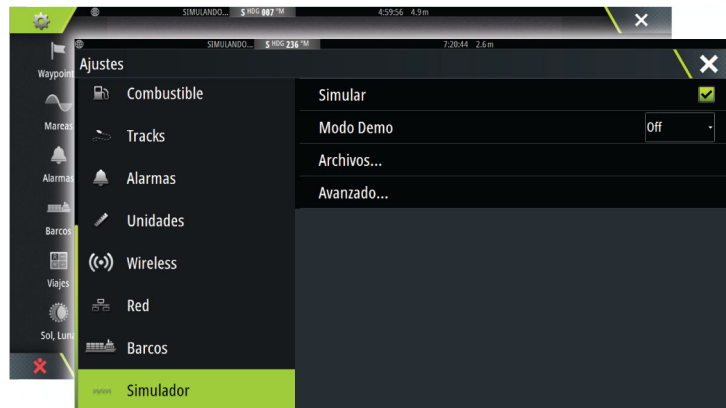 SIMULANDO... S HDG 007 °M 4:59:56 4.9 m
Waypoint
Mareas
Alarmas
Barcos
Viajes
Sol, Luna
SIMULANDO... S HDG 236 °M 7:20:44 2.6 m
Ajustes
Combustible
Tracks
Alarmas
Unidades
Wireless
Red
Barcos
Simulador
Simular
Modo Demo Off
Archivos...
Avanzado...